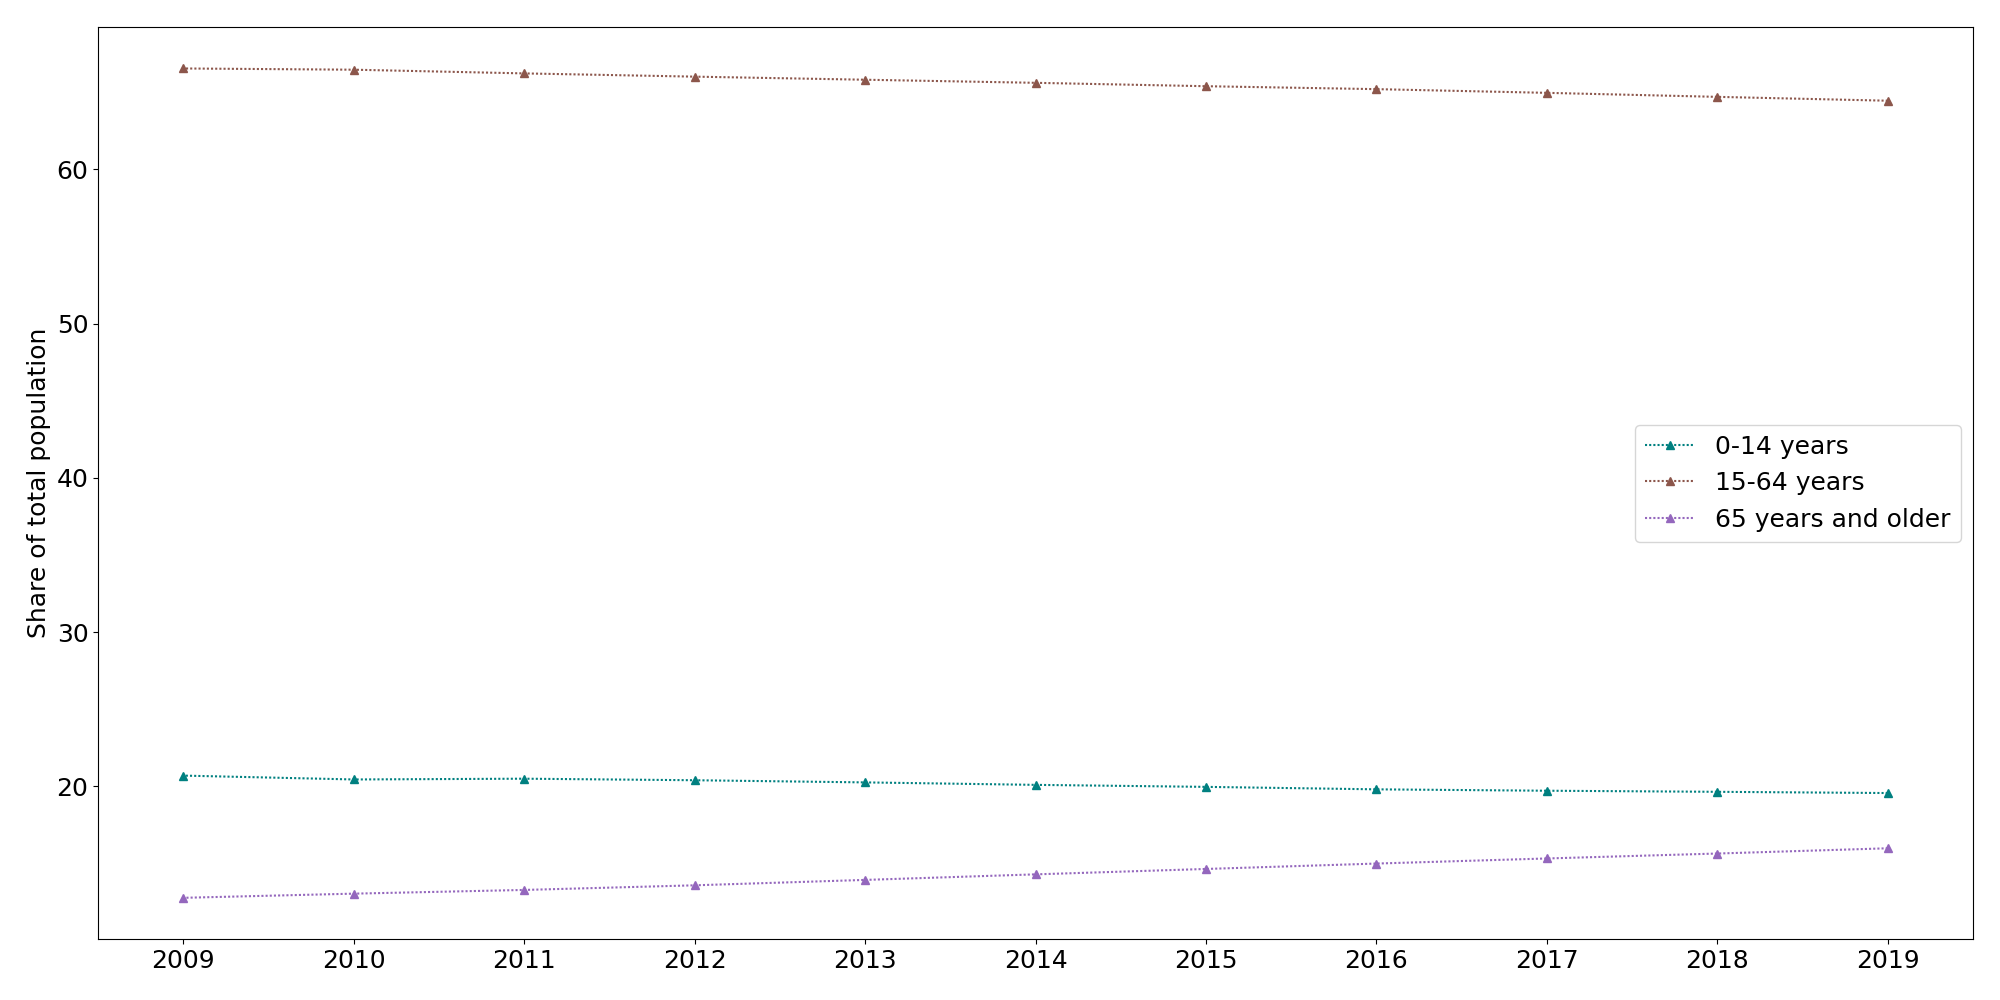 Share of total population
60
50
40
30
20
0-14 years
15-64 years
65 years and older
2009 2010 2011 2012 2013 2014 2015 2016 2017 2018 2019